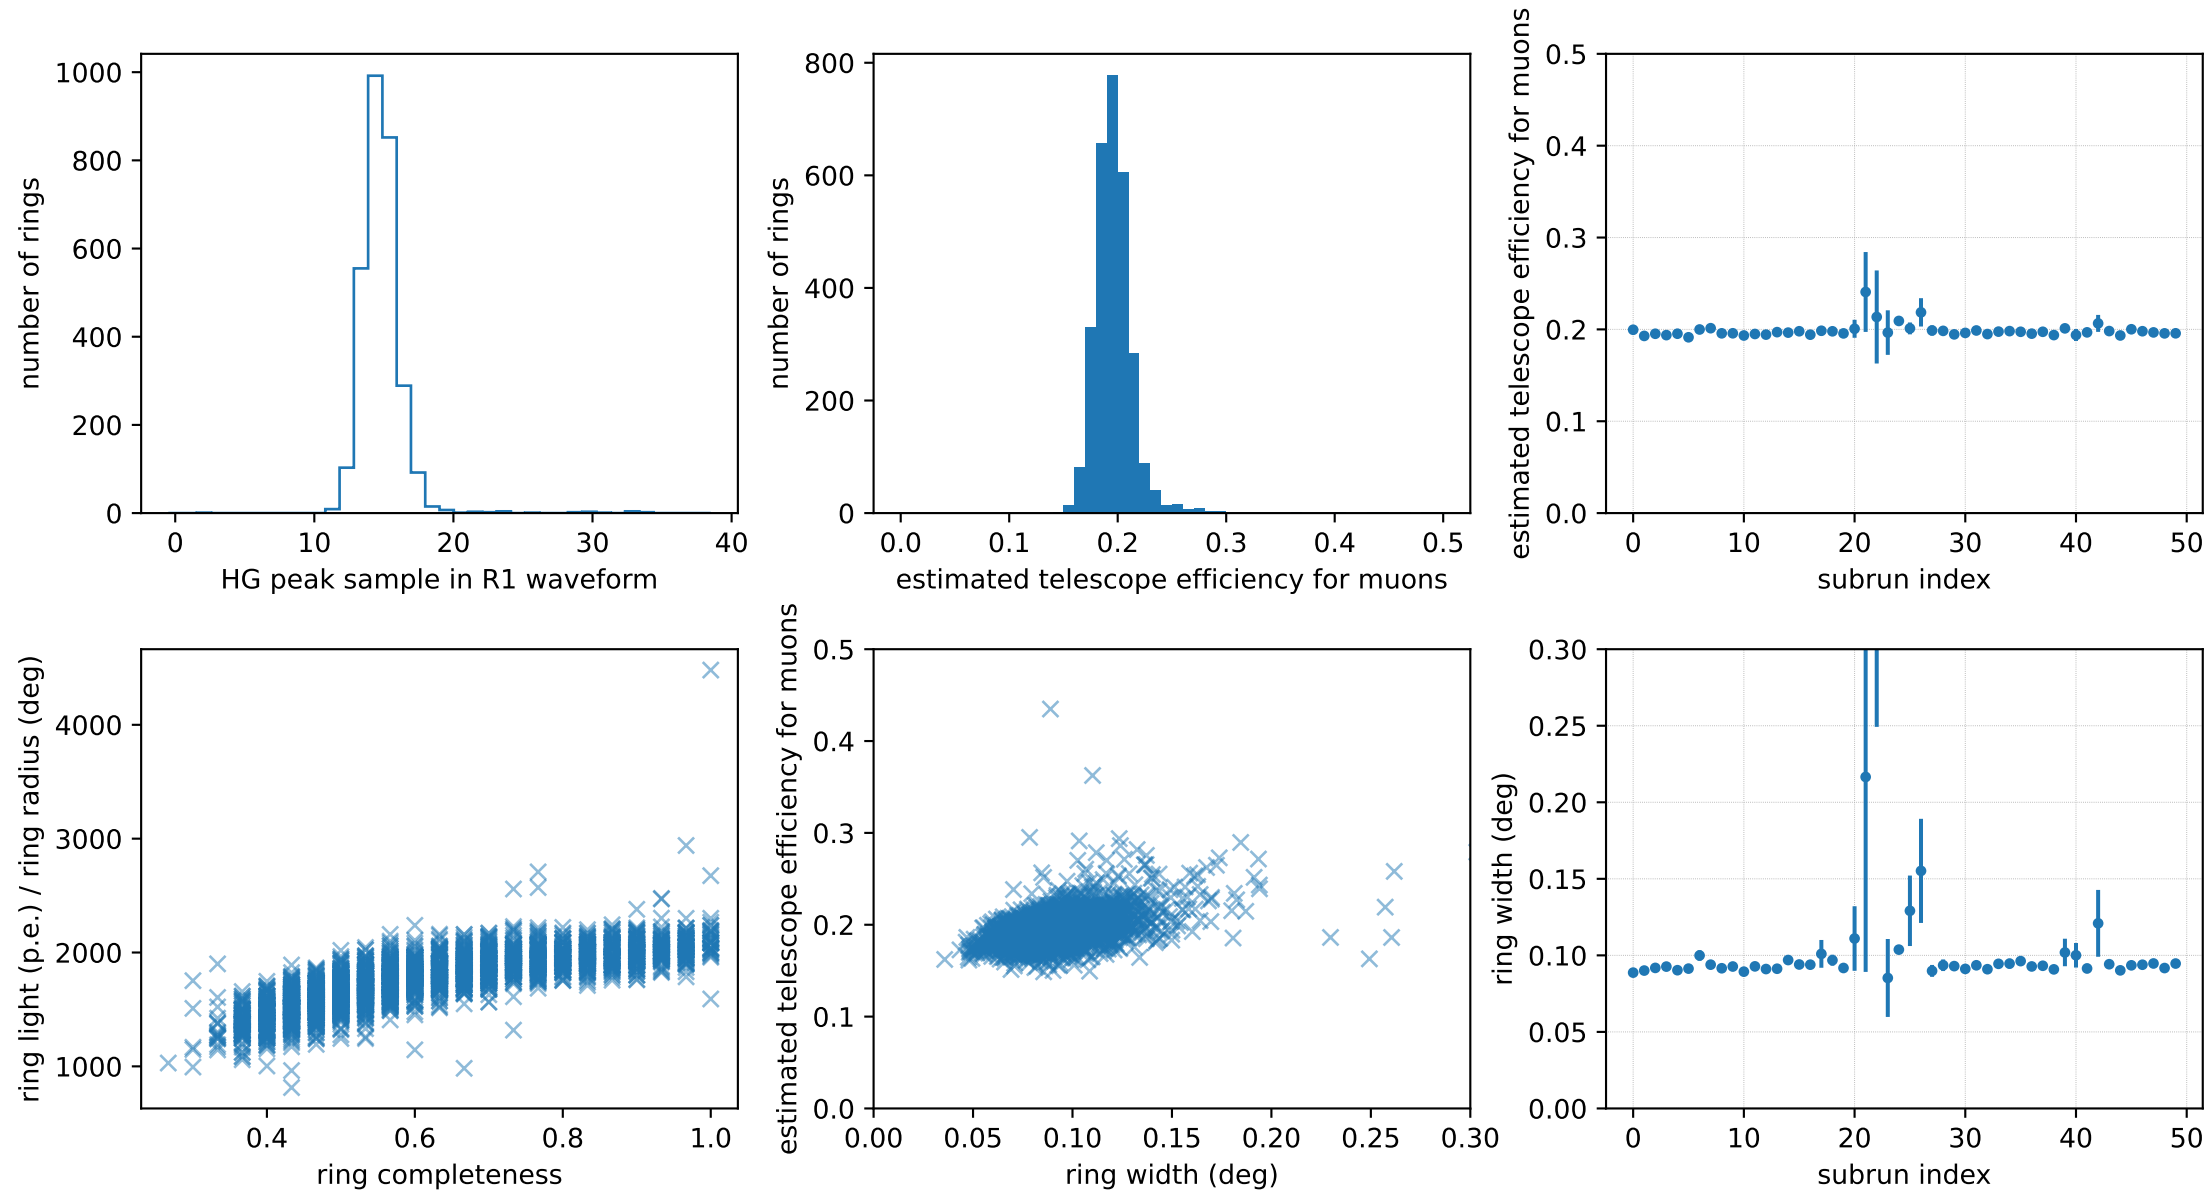 1000
800
600
400
200
0
number of rings
0 10 20 30 40
HG peak sample in R1 waveform
800
600
400
200
0
number of rings
0.0 0.1 0.2 0.3 0.4 0.5
estimated telescope efficiency for muons
0.5
0.4
0.3
0.2
0.1
0.0
estimated telescope efficiency for muons
0 10 20 30 40 50
subrun index
4000
3000
2000
1000
ring light (p.e.) / ring radius (deg)
0.4 0.6 0.8 1.0
ring completeness
0.5
0.4
0.3
0.2
0.1
0.0
estimated telescope efficiency for muons
0.00 0.05 0.10 0.15 0.20 0.25 0.30
ring width (deg)
0.30
0.25
0.20
0.15
0.10
0.05
0.00
ring width (deg)
0 10 20 30 40 50
subrun index